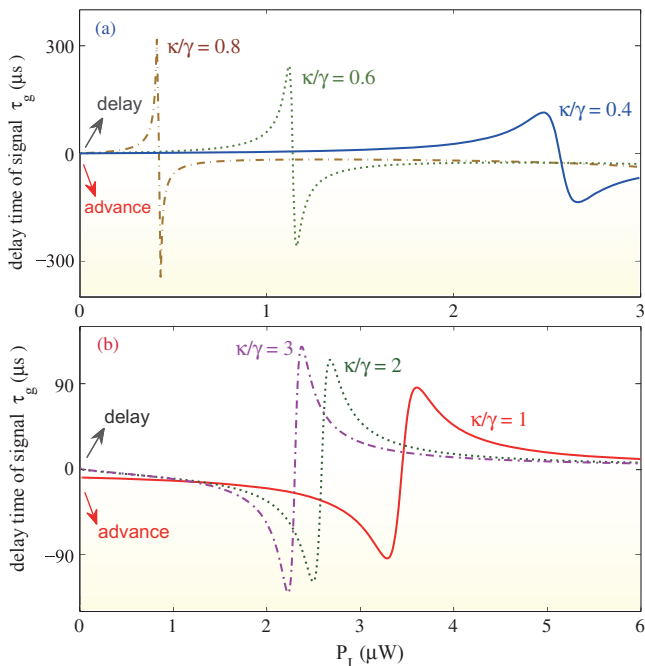 (a)
κ/γ = 0.8
κ/γ = 0.6
κ/γ = 0.4
delay
advance
delay time of signal τg (μs)
300
0
−300
0
1
2
3
(b)
κ/γ = 3
κ/γ = 2
κ/γ = 1
delay
advance
delay time of signal τg (μs)
90
0
−90
0
1
2
3
4
5
6
PL (μW)